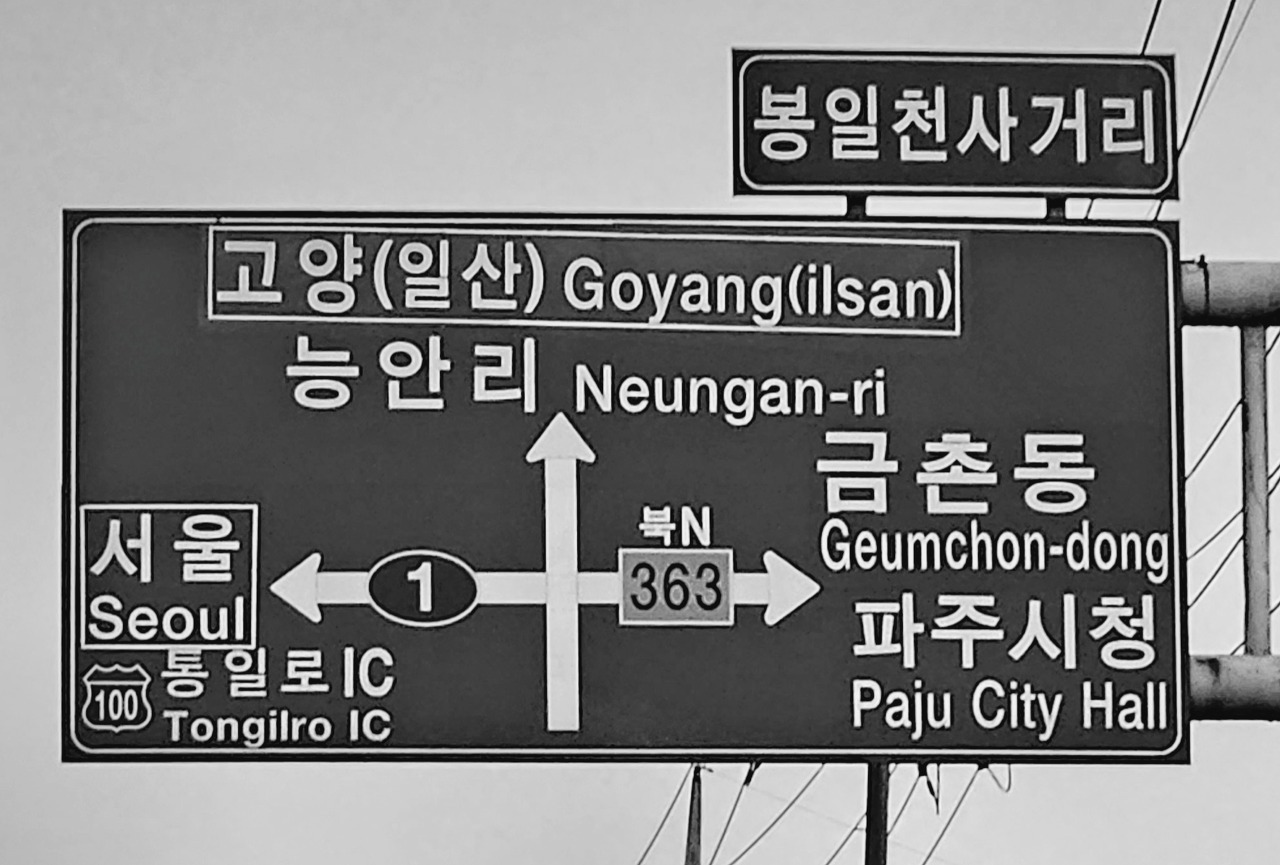 봉일천사거리
고양(일산) Goyang(ilsan)
능안리 Neungan-ri
금촌동
Geumchon-dong
북N
363
1
서울
Seoul
파주시청
Paju City Hall
통일로IC
100
Tongilro IC